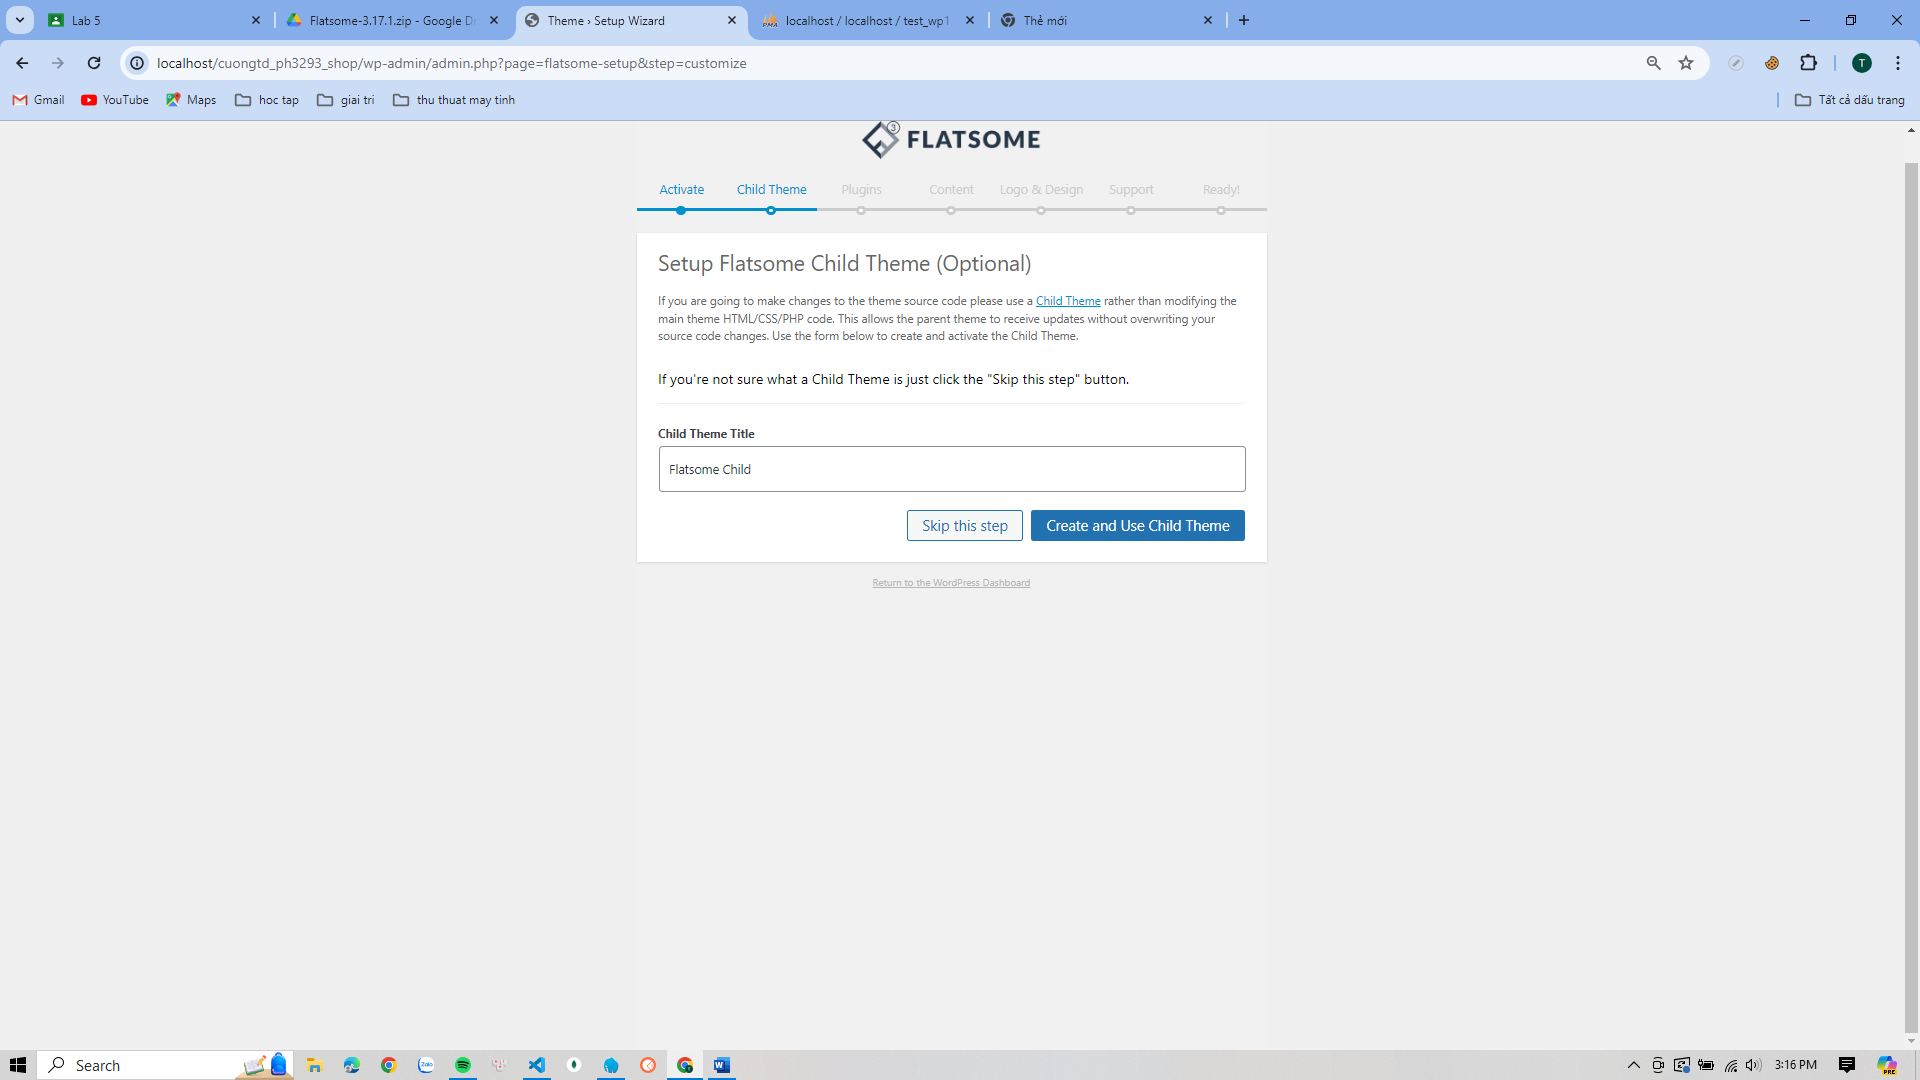 Lab 5
Flatsome-3.17.1.zip - Google Dr
Theme › Setup Wizard
localhost / localhost / test_wp1
Thẻ mới
localhost/cuongtd_ph3293_shop/wp-admin/admin.php?page=flatsome-setup&step=customize
T
Gmail
YouTube
Maps
hoc tap
giai tri
thu thuat may tinh
Tất cả dấu trang
3
FLATSOME
Activate
Child Theme
Plugins
Content
Logo & Design
Support
Ready!
Setup Flatsome Child Theme (Optional)
If you are going to make changes to the theme source code please use a Child Theme rather than modifying the
main theme HTML/CSS/PHP code. This allows the parent theme to receive updates without overwriting your
source code changes. Use the form below to create and activate the Child Theme.
If you're not sure what a Child Theme is just click the "Skip this step" button.
Child Theme Title
Flatsome Child
Skip this step
Create and Use Child Theme
Return to the WordPress Dashboard
Search
Zalo
3:16 PM
PRE